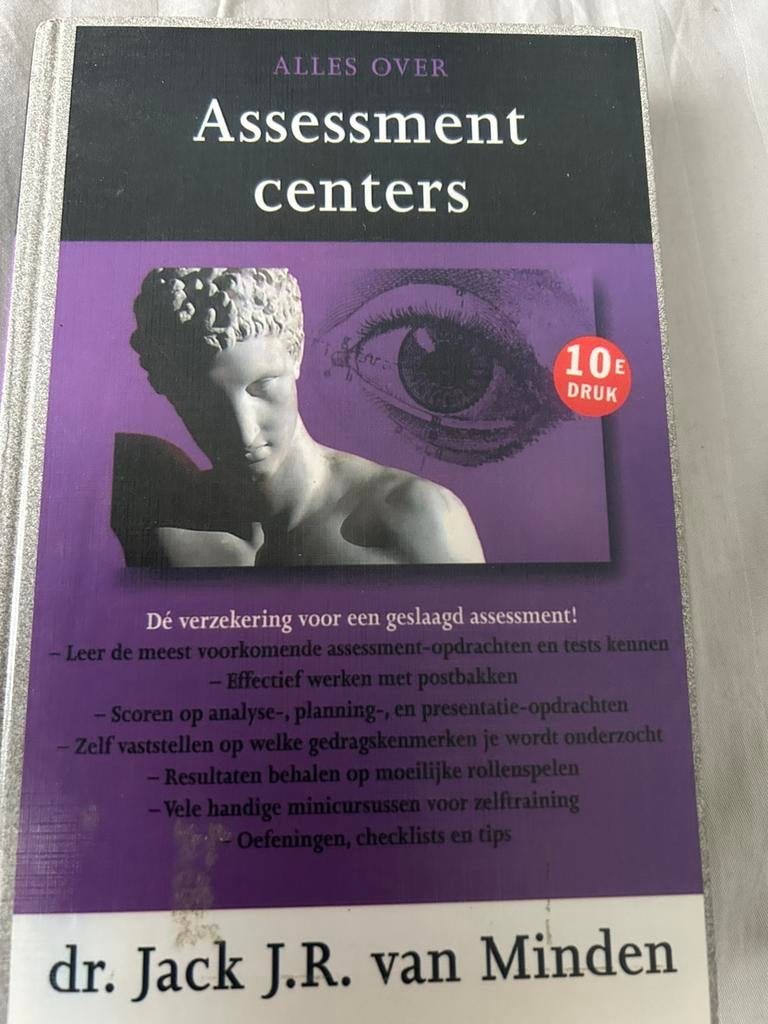 ALLES OVER
Assessment
centers
10E
DRUK
Dé verzekering voor een geslaagd assessment!
– Leer de meest voorkomende assessment-opdrachten en tests kennen
– Effectief werken met postbakken
– Scoren op analyse-, planning-, en presentatie-opdrachten
– Zelf vaststellen op welke gedragskenmerken je wordt onderzocht
– Resultaten behalen op moeilijke rollenspelen
– Vele handige minicursussen voor zelftraining
– Oefeningen, checklists en tips
dr. Jack J.R. van Minden